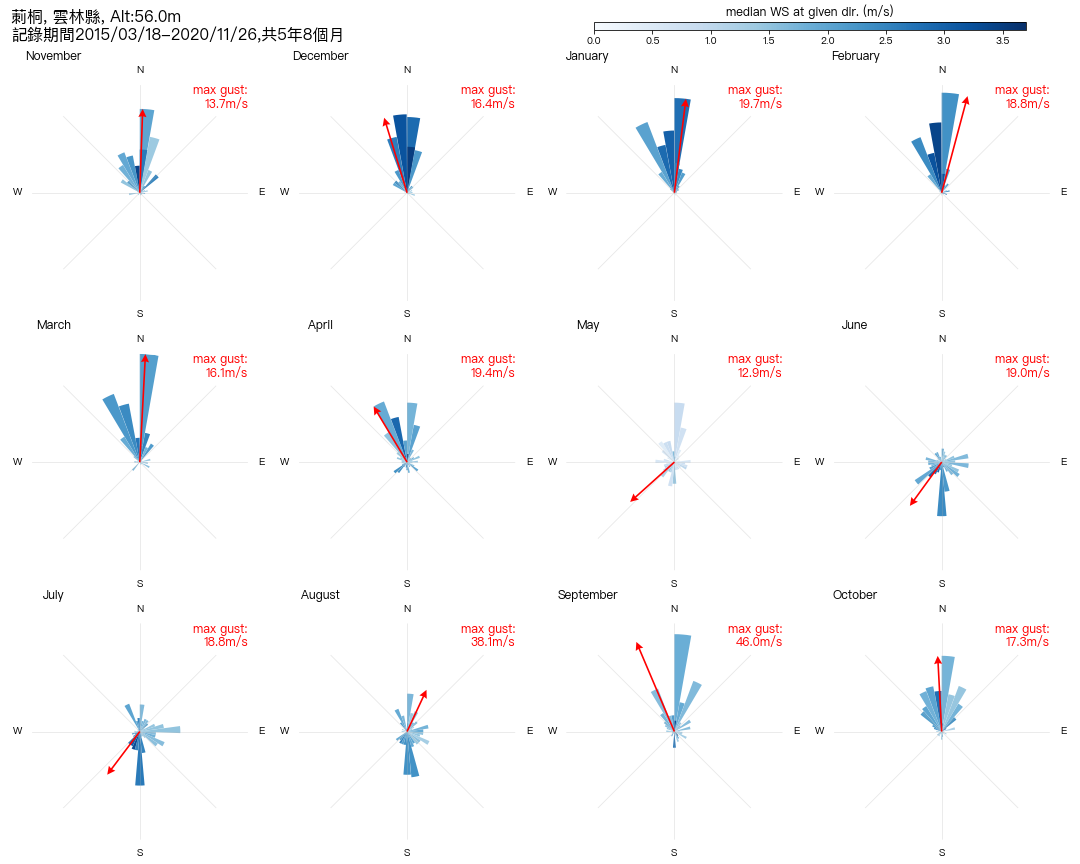 莿桐, 雲林縣, Alt:56.0m
記錄期間2015/03/18–2020/11/26,共5年8個月
median WS at given dir. (m/s)
0.0 0.5 1.0 1.5 2.0 2.5 3.0 3.5
November
N
W
E
S
max gust:
13.7m/s
December
N
W
E
max gust:
16.4m/s
January
N
W
E
max gust:
19.7m/s
February
N
W
E
S
max gust:
18.8m/s
March
N
W
E
S
max gust:
16.1m/s
April
N
W
E
S
max gust:
19.4m/s
May
N
W
E
S
max gust:
12.9m/s
June
N
W
E
S
max gust:
19.0m/s
July
N
W
E
S
max gust:
18.8m/s
August
N
W
E
S
max gust:
38.1m/s
September
N
W
E
S
max gust:
46.0m/s
October
N
W
E
S
max gust:
17.3m/s